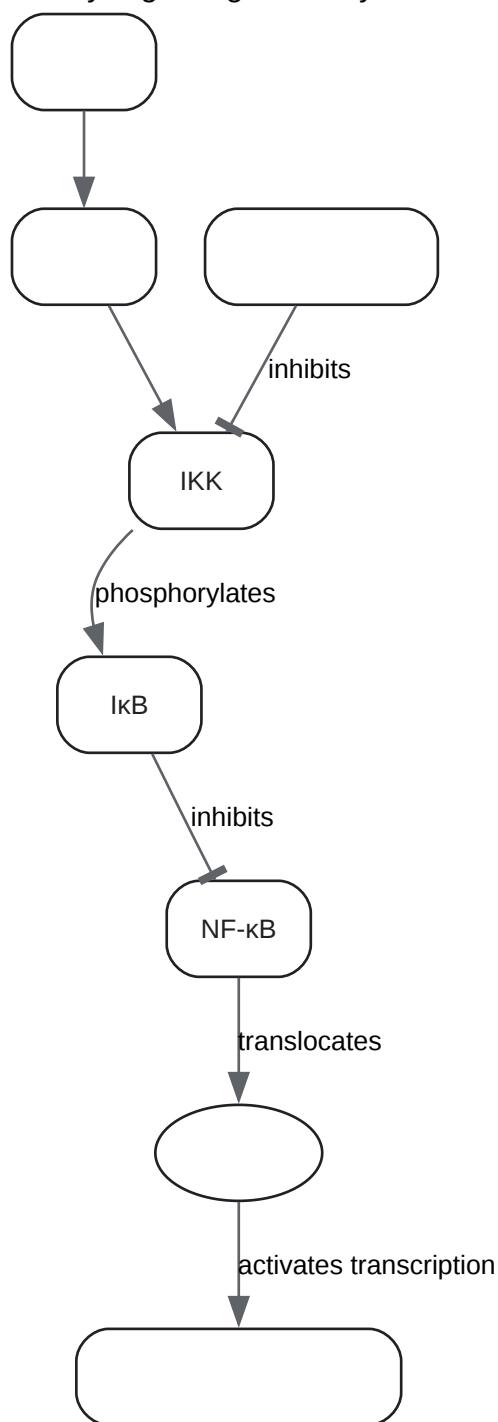 inhibits
IKK
phosphorylates
IκB
inhibits
NF-κB
translocates
activates transcription